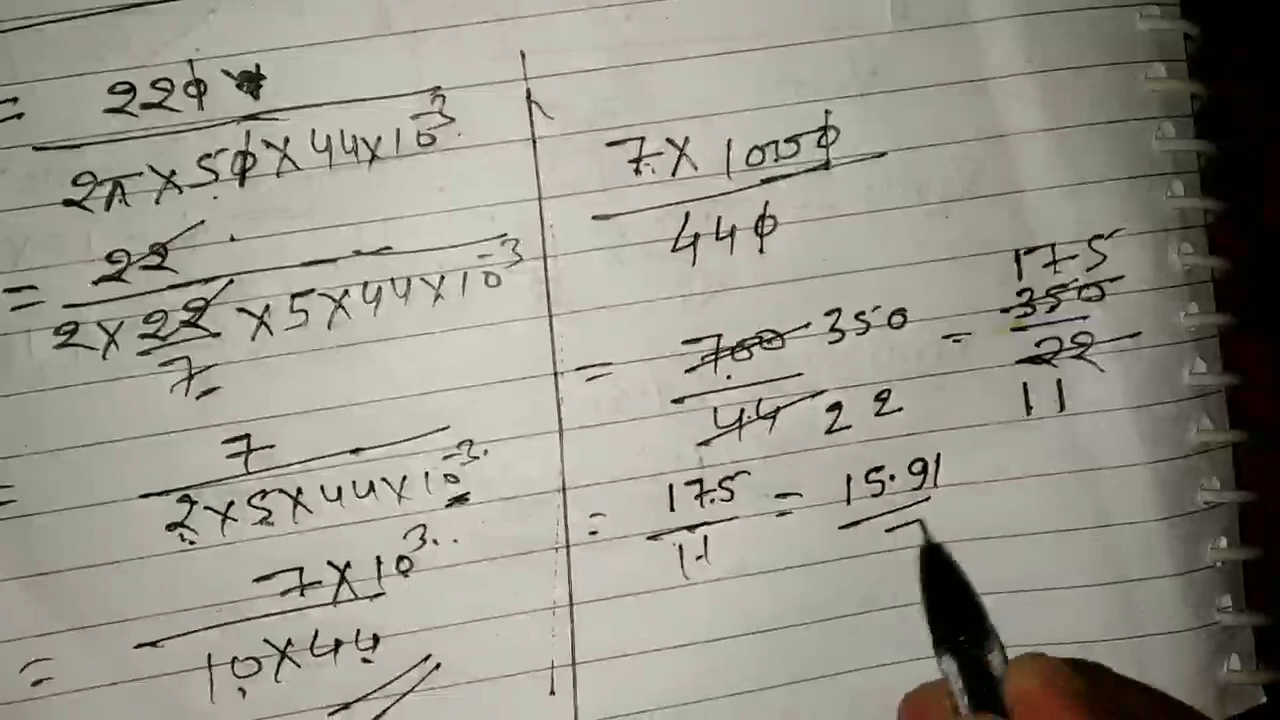 = 220
2π×50×44×10⁻³
= 22
2×22×5×44×10⁻³
7
= 7
2×5×44×10⁻³
= 7×10³
10×44
7×1000
440
= 700 350 = 350 175
44 22 22 11
= 175 = 15.91
11